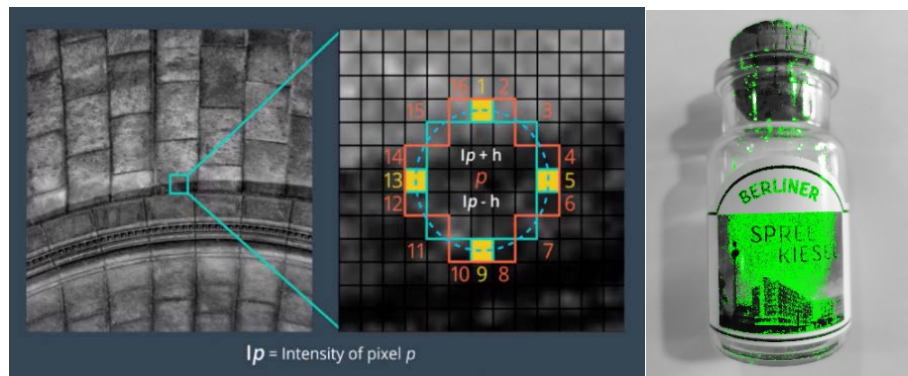 16 1 2
15 3
14 Ip + h 4
13 p 5
12 Ip - h 6
11 7
10 9 8
Ip = Intensity of pixel p
BERLINER
SPREE
KIESEL